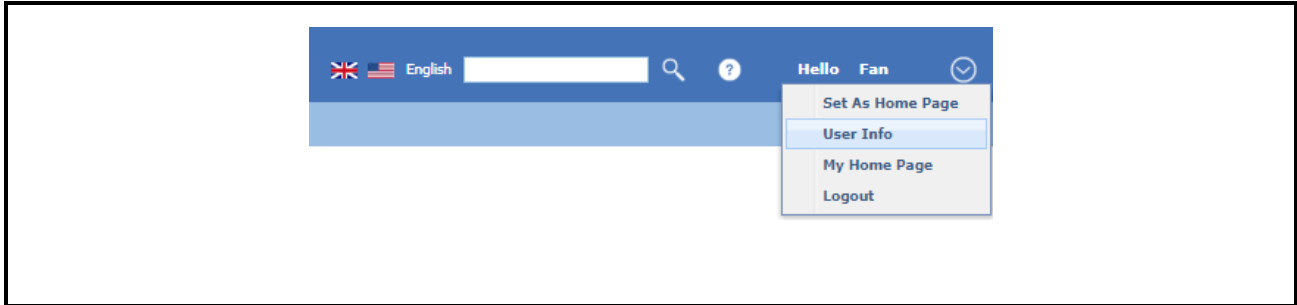 English ? Hello Fan
Set As Home Page
User Info
My Home Page
Logout